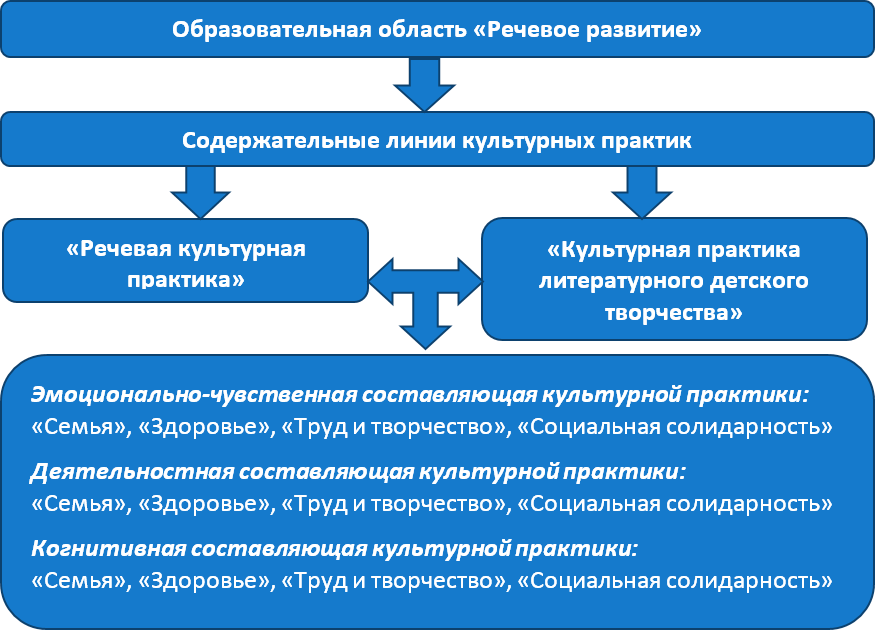 Образовательная область «Речевое развитие»
Содержательные линии культурных практик
«Речевая культурная
практика»
«Культурная практика
литературного детского
творчества»
Эмоционально-чувственная составляющая культурной практики:
«Семья», «Здоровье», «Труд и творчество», «Социальная солидарность»
Деятельностная составляющая культурной практики:
«Семья», «Здоровье», «Труд и творчество», «Социальная солидарность»
Когнитивная составляющая культурной практики:
«Семья», «Здоровье», «Труд и творчество», «Социальная солидарность»